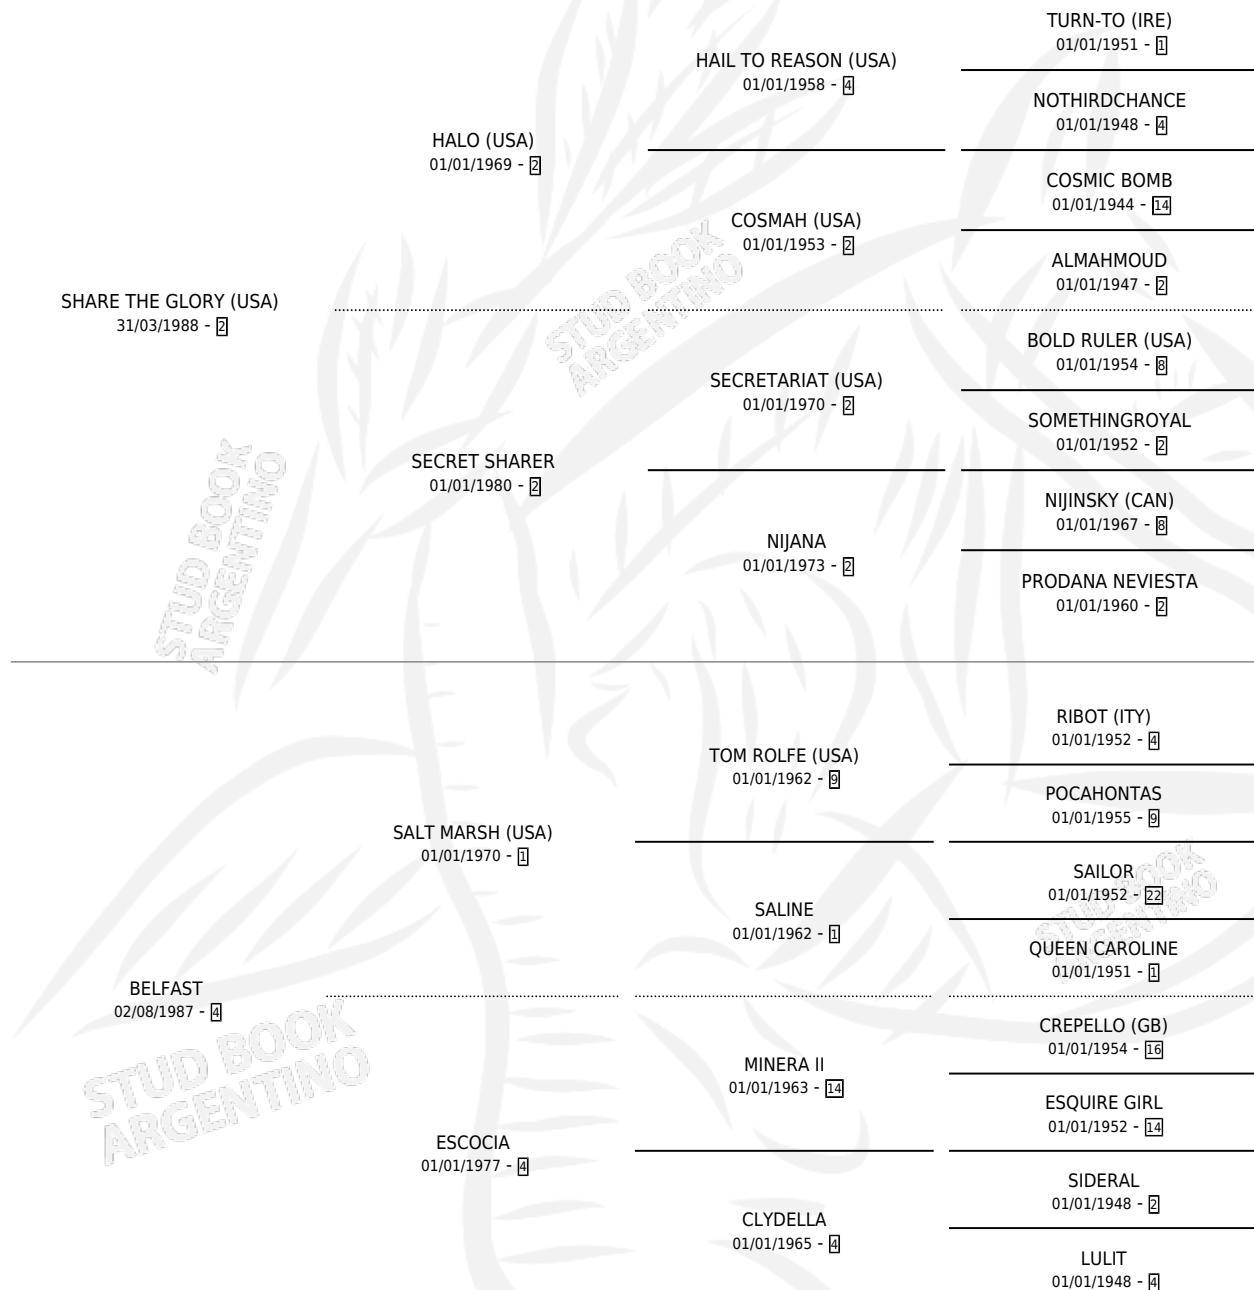 TURN-TO (IRE)
01/01/1951 - 1
HAIL TO REASON (USA)
01/01/1958 - 4
NOTHIRDCHANCE
01/01/1948 - 4
HALO (USA)
01/01/1969 - 2
COSMIC BOMB
01/01/1944 - 14
COSMAH (USA)
01/01/1953 - 2
ALMAHMOUD
01/01/1947 - 2
SHARE THE GLORY (USA)
31/03/1988 - 2
STUD BOOK
ARGENTINO
BOLD RULER (USA)
01/01/1954 - 8
SECRETARIAT (USA)
01/01/1970 - 2
SOMETHINGROYAL
01/01/1952 - 2
SECRET SHARER
01/01/1980 - 2
NIJINSKY (CAN)
01/01/1967 - 8
NIJANA
01/01/1973 - 2
PRODANA NEVIESTA
01/01/1960 - 2
STUD BOOK
ARGENTINO
RIBOT (ITY)
01/01/1952 - 4
TOM ROLFE (USA)
01/01/1962 - 9
POCAHONTAS
01/01/1955 - 9
SALT MARSH (USA)
01/01/1970 - 1
SAILOR
01/01/1952 - 22
SALINE
01/01/1962 - 1
STUD BOOK
ARGENTINO
QUEEN CAROLINE
01/01/1951 - 1
BELFAST
02/08/1987 - 4
STUD BOOK
ARGENTINO
CREPELLO (GB)
01/01/1954 - 16
MINERA II
01/01/1963 - 14
ESQUIRE GIRL
01/01/1952 - 14
ESCOCIA
01/01/1977 - 4
SIDERAL
01/01/1948 - 2
CLYDELLA
01/01/1965 - 4
LULIT
01/01/1948 - 4